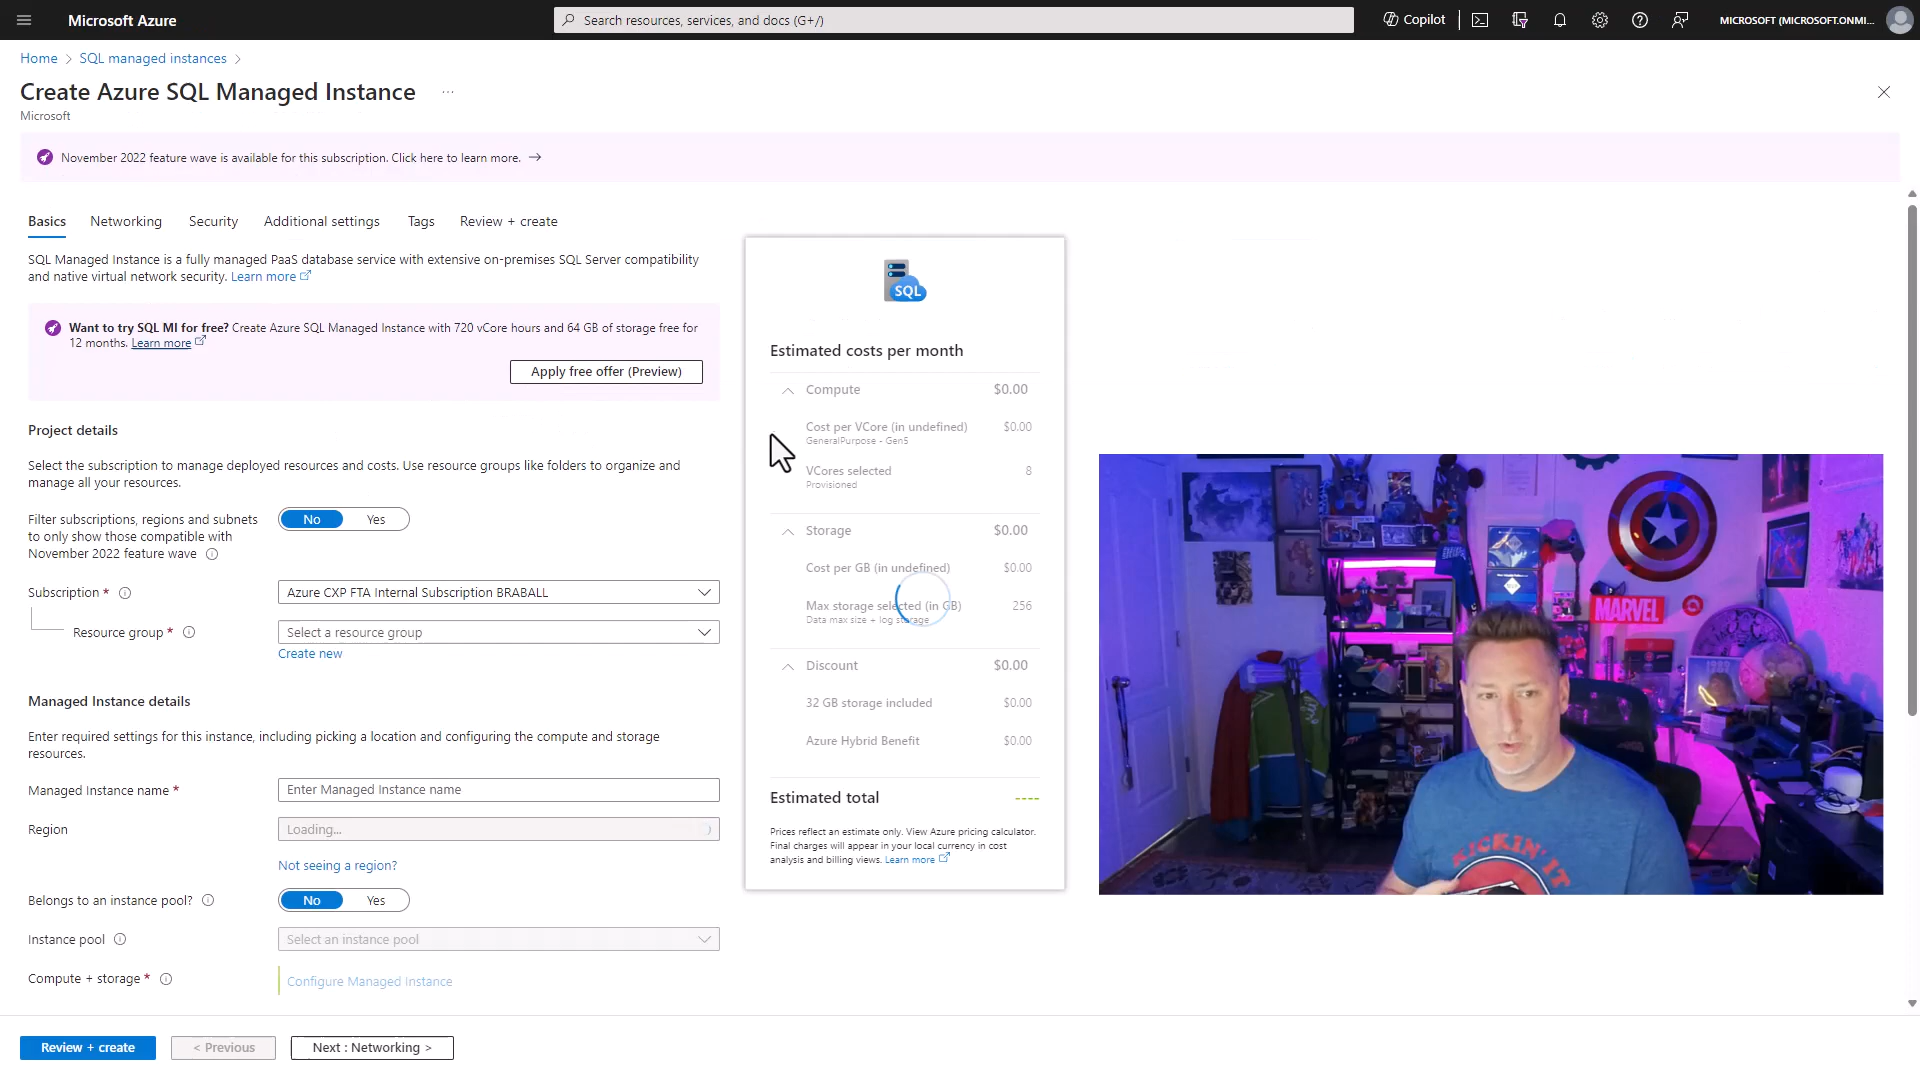 Microsoft Azure
Search resources, services, and docs (G+/)
Copilot
MICROSOFT (MICROSOFT.ONMI...
Home > SQL managed instances >
Create Azure SQL Managed Instance ...
Microsoft
November 2022 feature wave is available for this subscription. Click here to learn more. →
Basics Networking Security Additional settings Tags Review + create
SQL Managed Instance is a fully managed PaaS database service with extensive on-premises SQL Server compatibility
and native virtual network security. Learn more
Want to try SQL MI for free? Create Azure SQL Managed Instance with 720 vCore hours and 64 GB of storage free for
12 months. Learn more
Apply free offer (Preview)
Project details
Select the subscription to manage deployed resources and costs. Use resource groups like folders to organize and
manage all your resources.
Filter subscriptions, regions and subnets
to only show those compatible with
November 2022 feature wave
No Yes
Subscription *
Azure CXP FTA Internal Subscription BRABALL
Resource group *
Select a resource group
Create new
Managed Instance details
Enter required settings for this instance, including picking a location and configuring the compute and storage
resources.
Managed Instance name *
Enter Managed Instance name
Region
Loading...
Not seeing a region?
Belongs to an instance pool?
No Yes
Instance pool
Select an instance pool
Compute + storage *
Configure Managed Instance
Review + create
< Previous
Next : Networking >
SQL
Estimated costs per month
Compute $0.00
Cost per VCore (in undefined) $0.00
GeneralPurpose - Gen5
VCores selected 8
Provisioned
Storage $0.00
Cost per GB (in undefined) $0.00
Max storage selected (in GB) 256
Data max size + log storage
Discount $0.00
32 GB storage included $0.00
Azure Hybrid Benefit $0.00
Estimated total ----
Prices reflect an estimate only. View Azure pricing calculator.
Final charges will appear in your local currency in cost
analysis and billing views. Learn more
MARVEL
KICKIN' IT